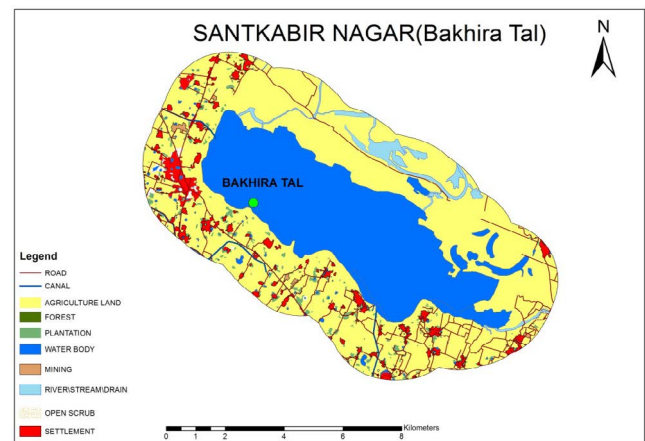 SANTKABIR NAGAR(Bakhira Tal)
N
BAKHIRA TAL
Legend
ROAD
CANAL
AGRICULTURE LAND
FOREST
PLANTATION
WATER BODY
MINING
RIVER\STREAM\DRAIN
OPEN SCRUB
SETTLEMENT
Kilometers
0 1 2 4 6 8